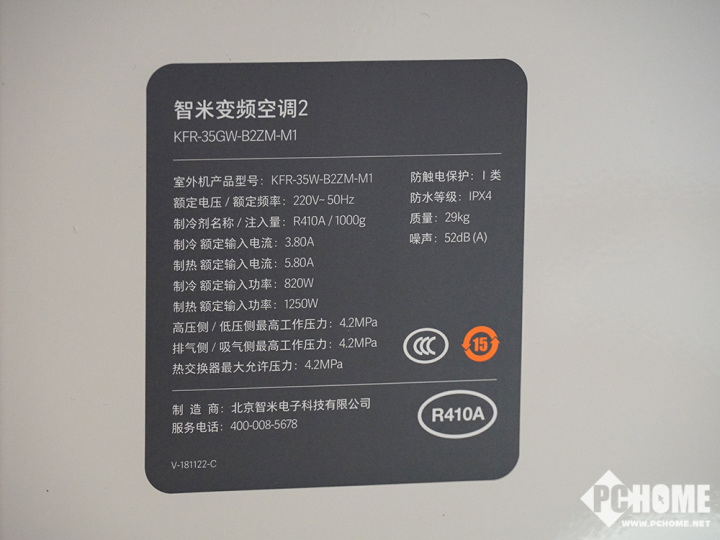 智米变频空调2
KFR-35GW-B2ZM-M1
室外机产品型号：KFR-35W-B2ZM-M1
额定电压 / 额定频率：220V~ 50Hz
制冷剂名称 / 注入量：R410A / 1000g
制冷 额定输入电流：3.80A
制热 额定输入电流：5.80A
制冷 额定输入功率：820W
制热 额定输入功率：1250W
高压侧 / 低压侧最高工作压力：4.2MPa
排气侧 / 吸气侧最高工作压力：4.2MPa
热交换器最大允许压力：4.2MPa
防触电保护：I 类
防水等级：IPX4
质量：29kg
噪声：52dB (A)
CCC
15
制 造 商：北京智米电子科技有限公司
服务电话：400-008-5678
R410A
V-181122-C
PCHOME
WWW.PCHOME.NET